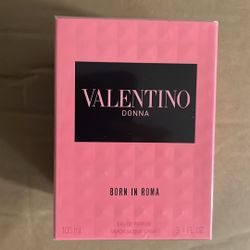 VALENTINO
DONNA
BORN IN ROMA
EAU DE PARFUM
100 ml
3.4 FL OZ